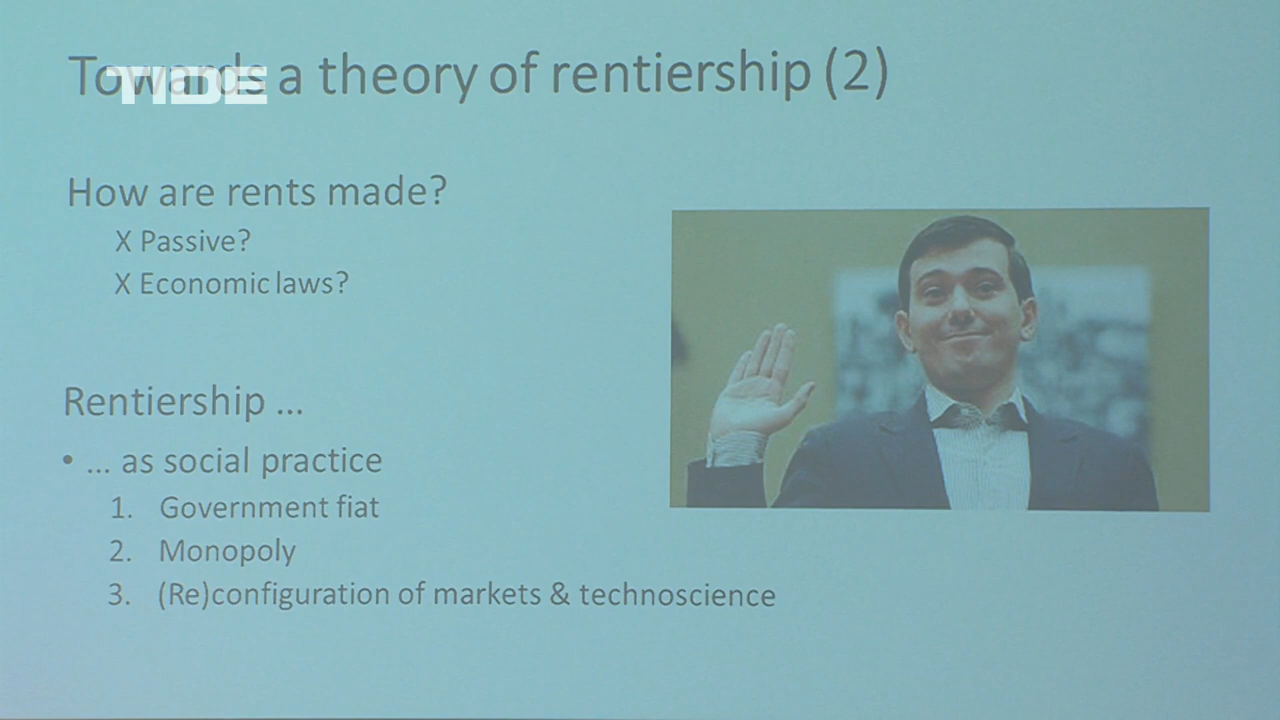 Towards a theory of rentiership (2)
TIDE
How are rents made?
X Passive?
X Economic laws?
Rentiership ...
• ... as social practice
1. Government fiat
2. Monopoly
3. (Re)configuration of markets & technoscience